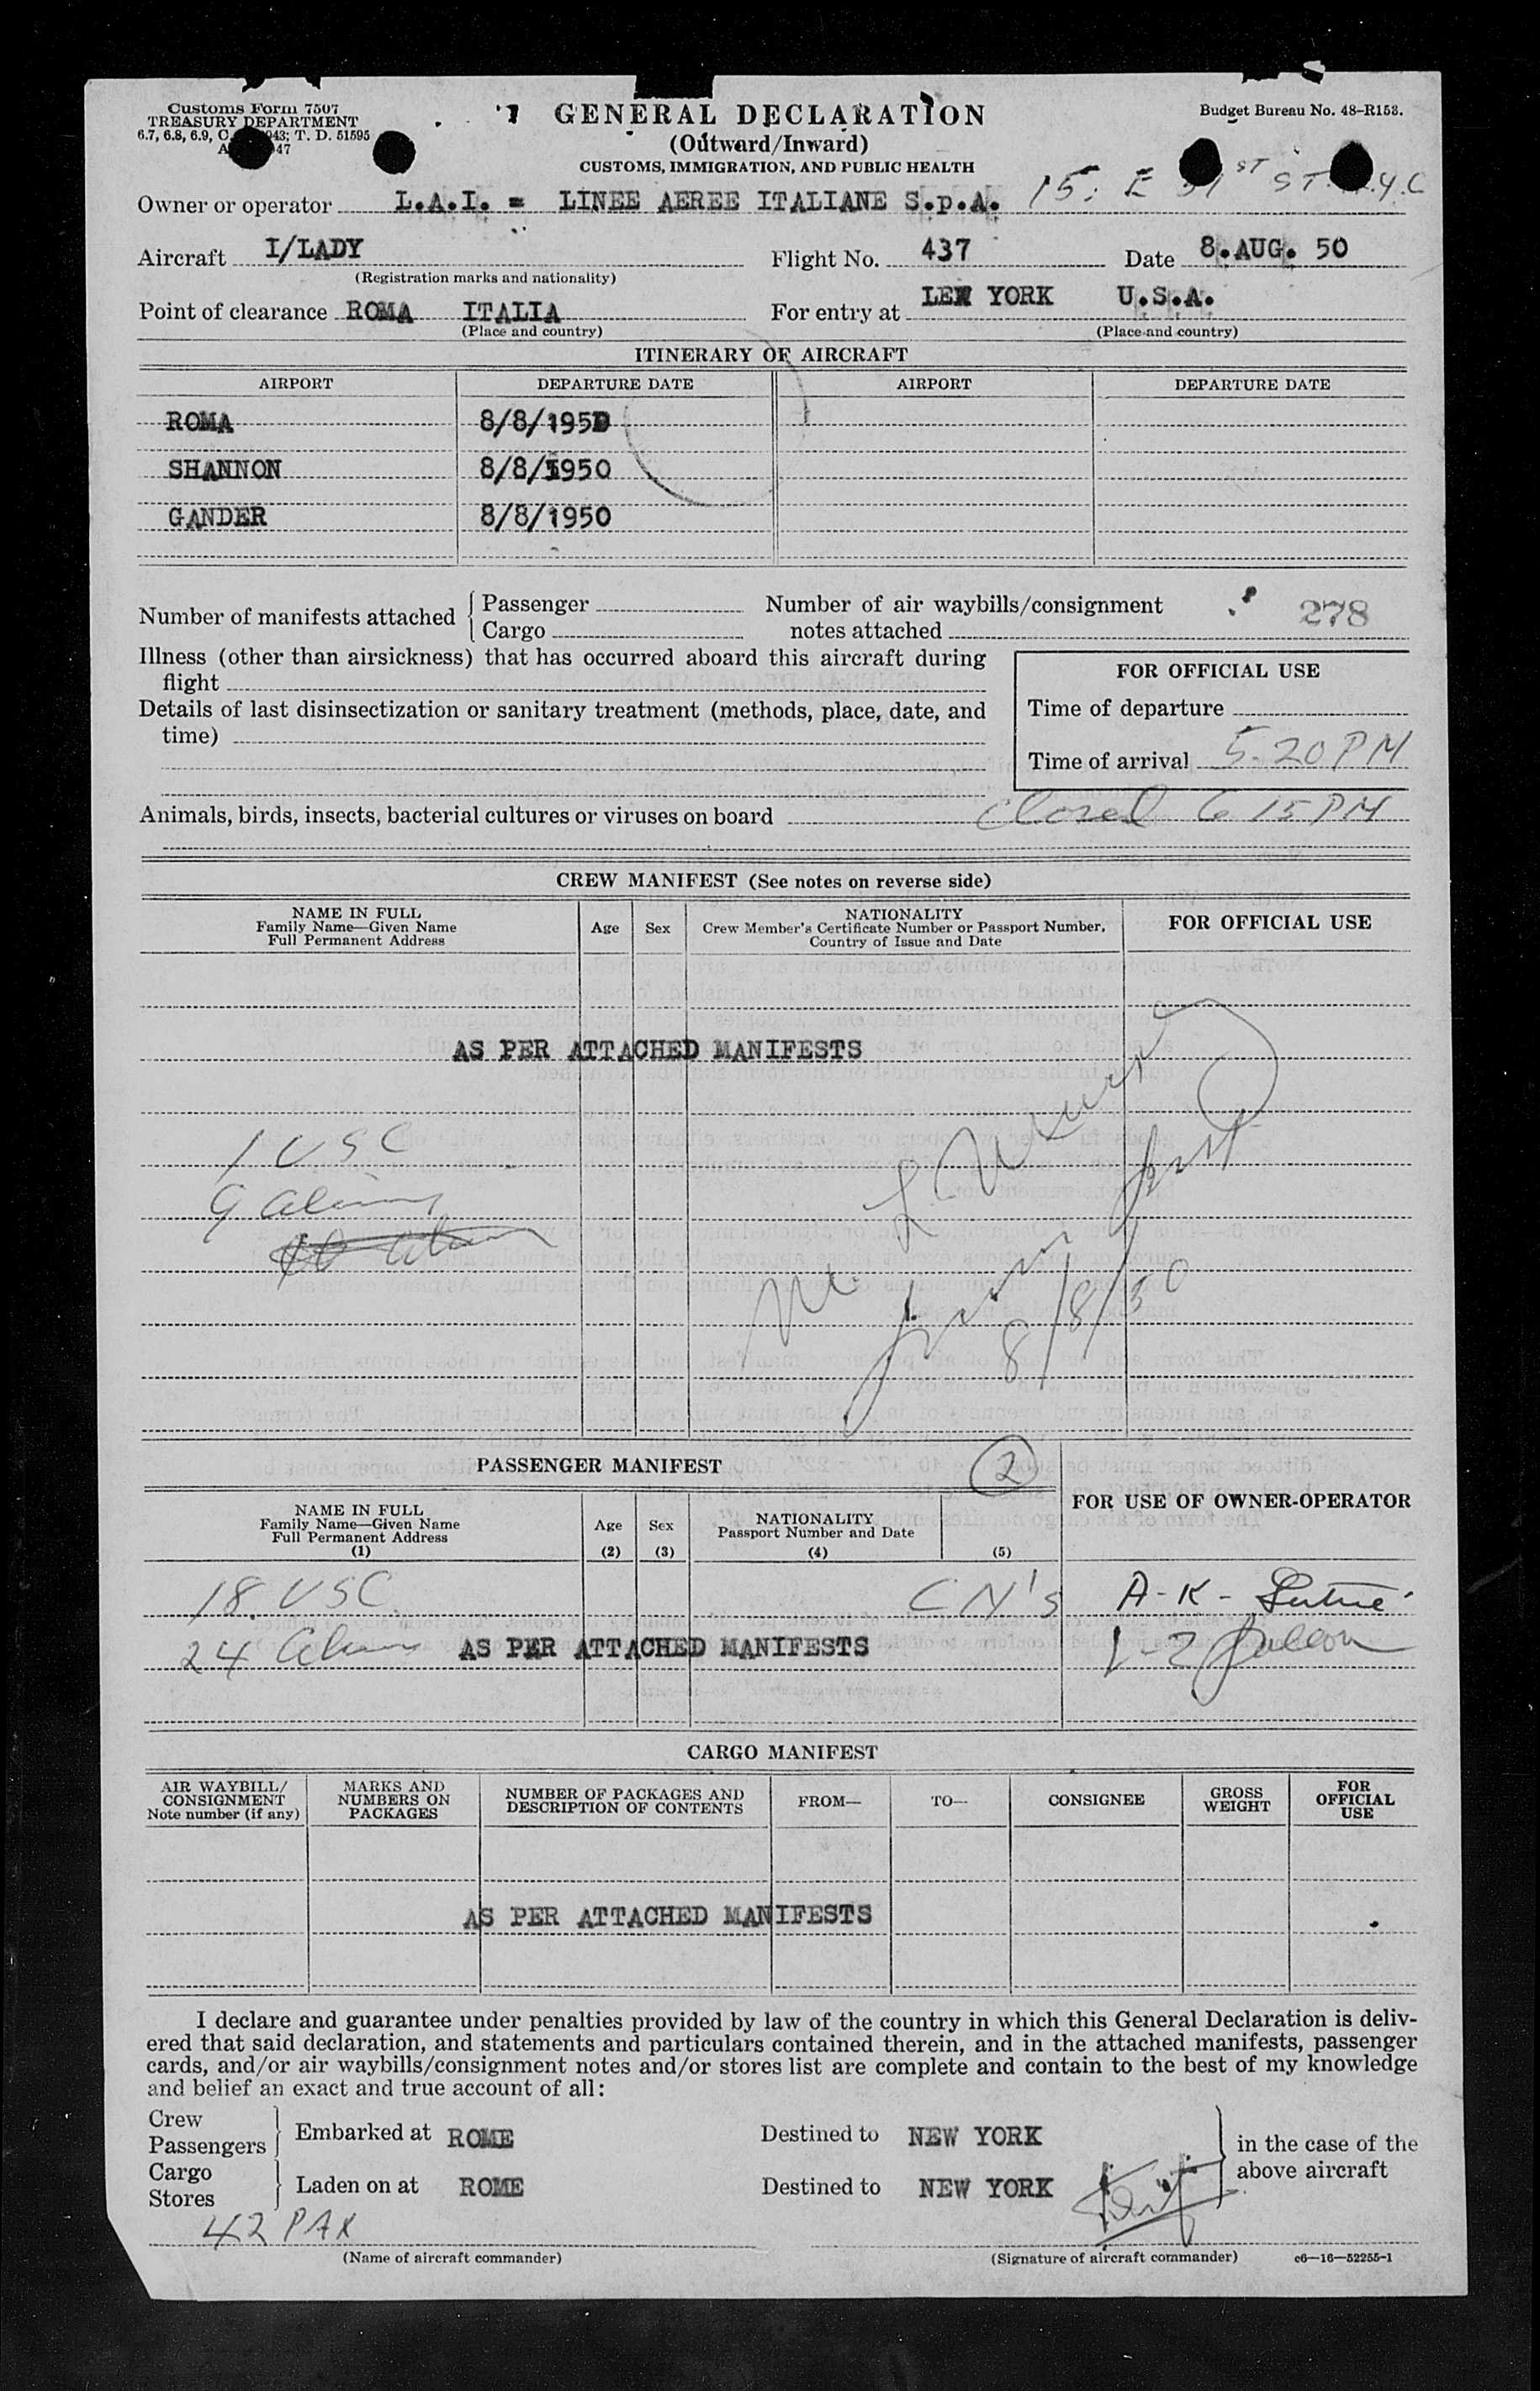 Customs Form 7507
TREASURY DEPARTMENT
6.7, 6.8, 6.9, C. 943; T. D. 51595
47
GENERAL DECLARATION
(Outward/Inward)
CUSTOMS, IMMIGRATION, AND PUBLIC HEALTH
Budget Bureau No. 48-R153.
Owner or operator L.A.I. = LINEE AEREE ITALIANE S.p.A. 15. E ST ST. Y.C
Aircraft I/LADY Flight No. 437 Date 8.AUG. 50
(Registration marks and nationality)
Point of clearance ROMA ITALIA For entry at YORK U.S.A.
(Place and country) (Place and country)
ITINERARY OF AIRCRAFT
AIRPORT DEPARTURE DATE AIRPORT DEPARTURE DATE
ROMA 8/8/1950
SHANNON 8/8/1950
GANDER 8/8/1950
Number of manifests attached { Passenger Number of air waybills/consignment 278
Cargo notes attached
Illness (other than airsickness) that has occurred aboard this aircraft during
flight
Details of last disinsectization or sanitary treatment (methods, place, date, and
time)
FOR OFFICIAL USE
Time of departure
Time of arrival 5-20 PM
Animals, birds, insects, bacterial cultures or viruses on board closed 6 15 PM
CREW MANIFEST (See notes on reverse side)
NAME IN FULL
Family Name—Given Name
Full Permanent Address
Age Sex
NATIONALITY
Crew Member's Certificate Number or Passport Number,
Country of Issue and Date
FOR OFFICIAL USE
AS PER ATTACHED MANIFESTS
1 USC
9 aliens
8/8/50
PASSENGER MANIFEST 2
NAME IN FULL
Family Name—Given Name
Full Permanent Address
(1)
Age
(2)
Sex
(3)
NATIONALITY
Passport Number and Date
(4) (5)
FOR USE OF OWNER-OPERATOR
18 USC CN's A-K-
24 Aliens AS PER ATTACHED MANIFESTS L-Z
CARGO MANIFEST
AIR WAYBILL/
CONSIGNMENT
Note number (if any)
MARKS AND
NUMBERS ON
PACKAGES
NUMBER OF PACKAGES AND
DESCRIPTION OF CONTENTS
FROM— TO— CONSIGNEE
GROSS
WEIGHT
FOR
OFFICIAL
USE
AS PER ATTACHED MANIFESTS
I declare and guarantee under penalties provided by law of the country in which this General Declaration is deliv-
ered that said declaration, and statements and particulars contained therein, and in the attached manifests, passenger
cards, and/or air waybills/consignment notes and/or stores list are complete and contain to the best of my knowledge
and belief an exact and true account of all:
Crew
Passengers } Embarked at ROME Destined to NEW YORK
Cargo
Stores } Laden on at ROME Destined to NEW YORK
in the case of the
above aircraft
42 PAX
(Name of aircraft commander) (Signature of aircraft commander) c6—16—52255-1